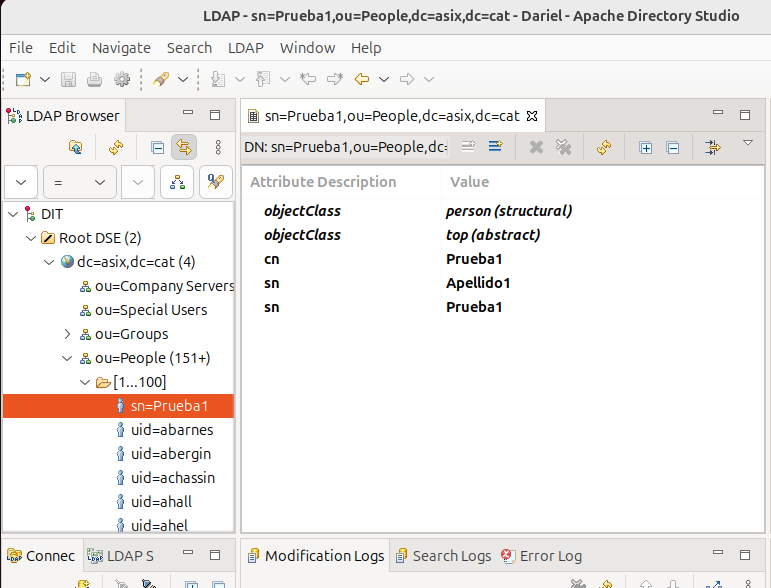 LDAP - sn=Prueba1,ou=People,dc=asix,dc=cat - Dariel - Apache Directory Studio
File Edit Navigate Search LDAP Window Help
LDAP Browser
=
DIT
Root DSE (2)
dc=asix,dc=cat (4)
ou=Company Servers
ou=Special Users
ou=Groups
ou=People (151+)
[1...100]
sn=Prueba1
uid=abarnes
uid=abergin
uid=achassin
uid=ahall
uid=ahel
Connec LDAP S
sn=Prueba1,ou=People,dc=asix,dc=cat
DN: sn=Prueba1,ou=People,dc=
Attribute Description Value
objectClass person (structural)
objectClass top (abstract)
cn Prueba1
sn Apellido1
sn Prueba1
Modification Logs Search Logs Error Log